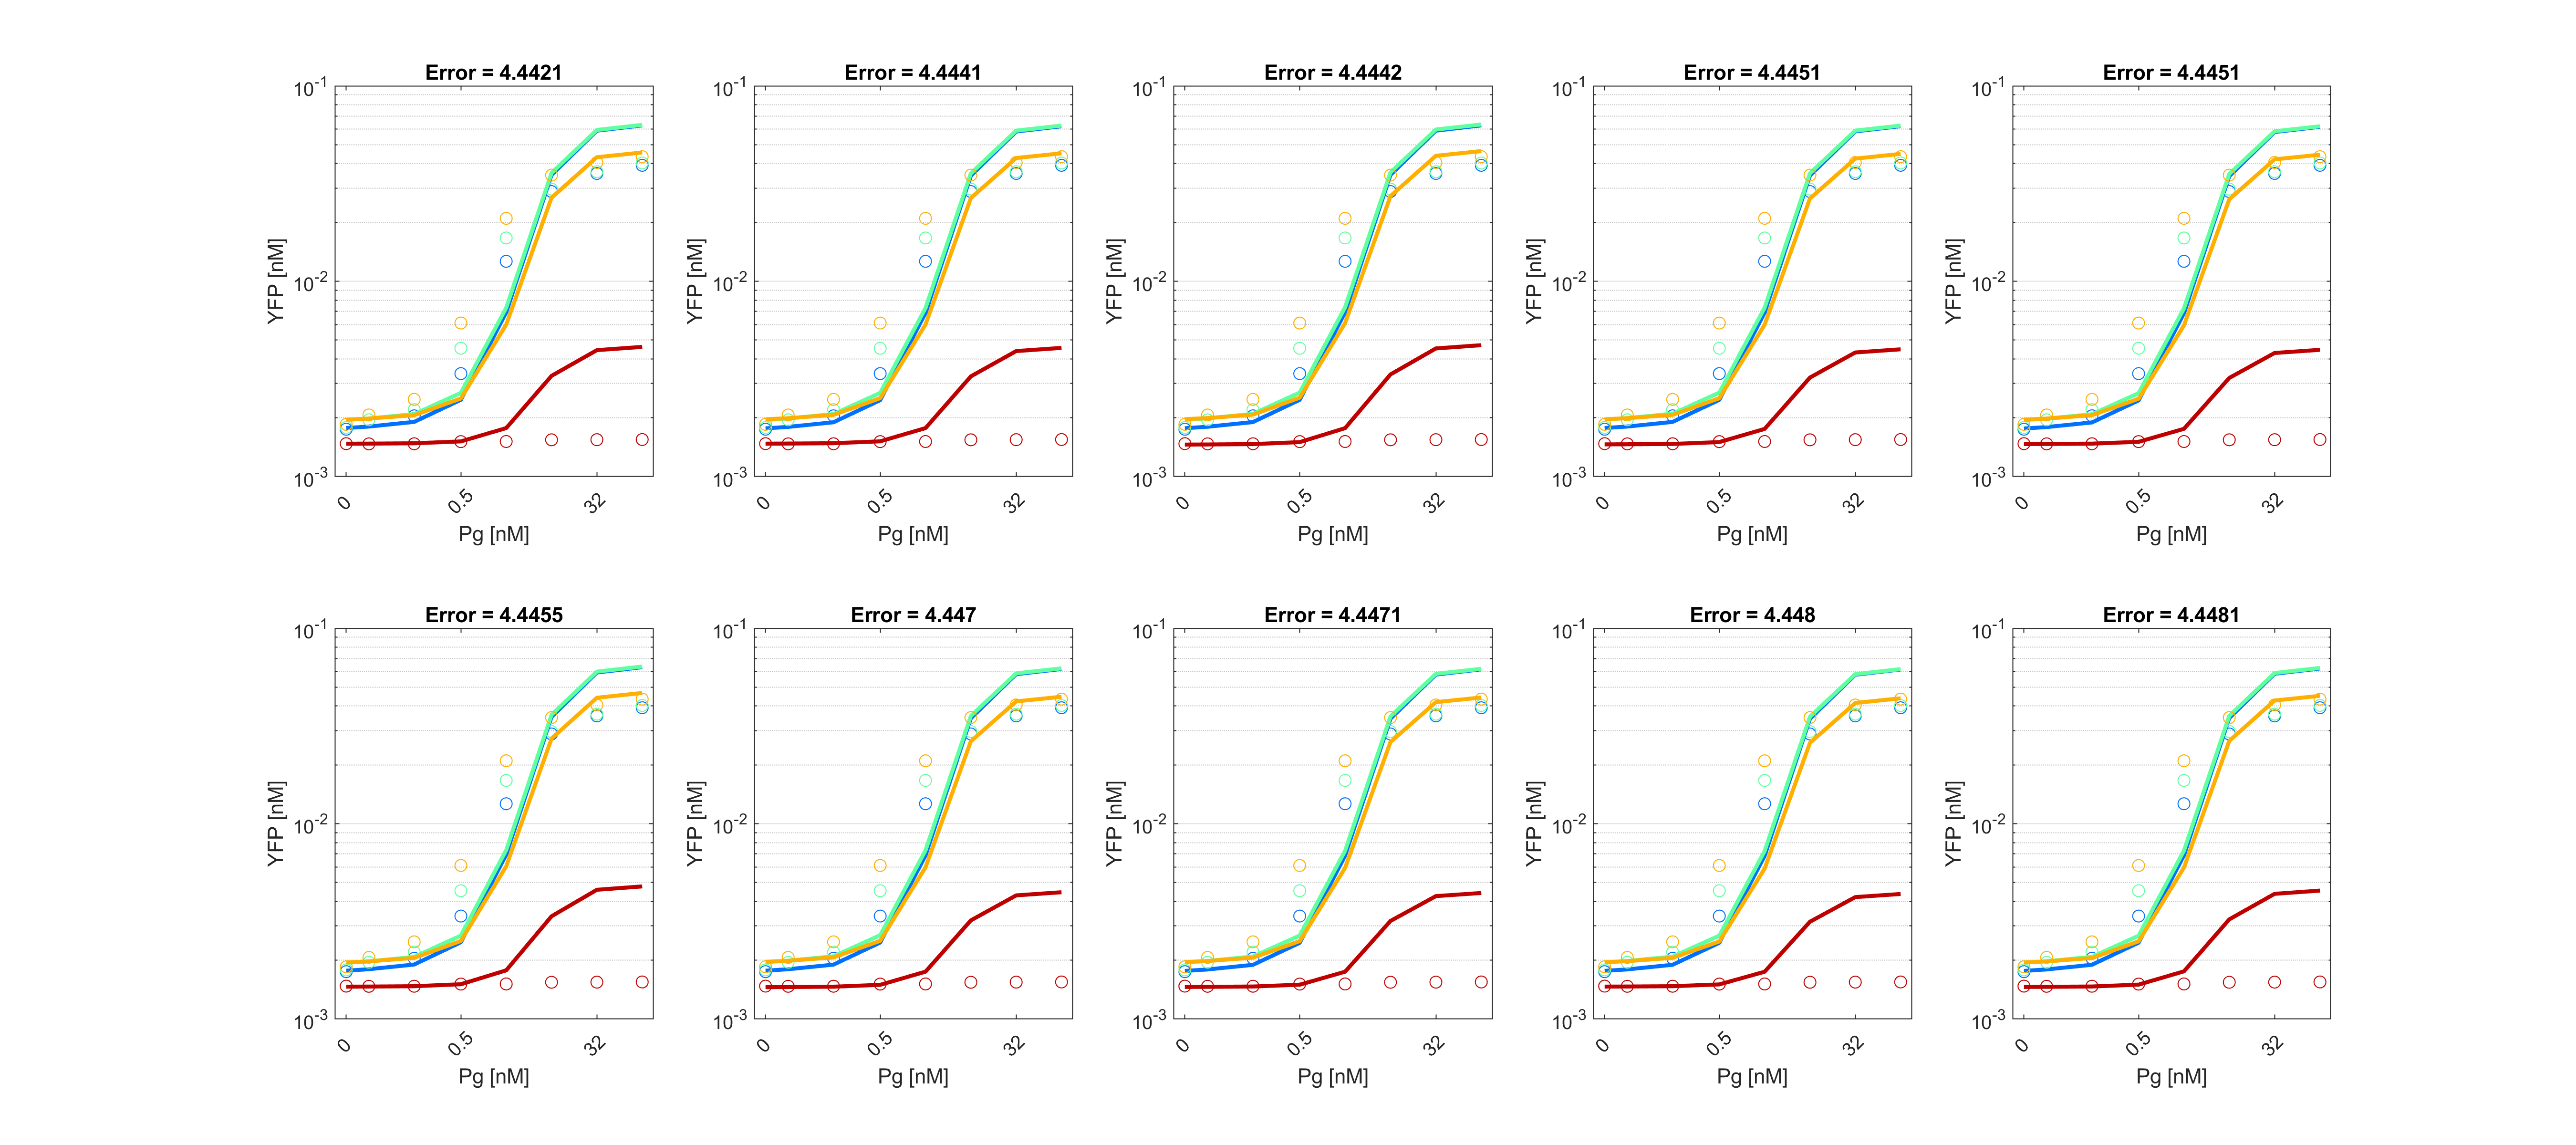 Error = 4.4421
Error = 4.4441
Error = 4.4442
Error = 4.4451
Error = 4.4451
10-1
10-2
10-3
YFP [nM]
0
0.5
32
Pg [nM]
10-1
10-2
10-3
YFP [nM]
0
0.5
32
Pg [nM]
10-1
10-2
10-3
YFP [nM]
0
0.5
32
Pg [nM]
10-1
10-2
10-3
YFP [nM]
0
0.5
32
Pg [nM]
10-1
10-2
10-3
YFP [nM]
0
0.5
32
Pg [nM]
Error = 4.4455
Error = 4.447
Error = 4.4471
Error = 4.448
Error = 4.4481
10-1
10-2
10-3
YFP [nM]
0
0.5
32
Pg [nM]
10-1
10-2
10-3
YFP [nM]
0
0.5
32
Pg [nM]
10-1
10-2
10-3
YFP [nM]
0
0.5
32
Pg [nM]
10-1
10-2
10-3
YFP [nM]
0
0.5
32
Pg [nM]
10-1
10-2
10-3
YFP [nM]
0
0.5
32
Pg [nM]